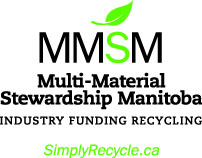 MMSM
Multi-Material
Stewardship Manitoba
INDUSTRY FUNDING RECYCLING
SimplyRecycle.ca